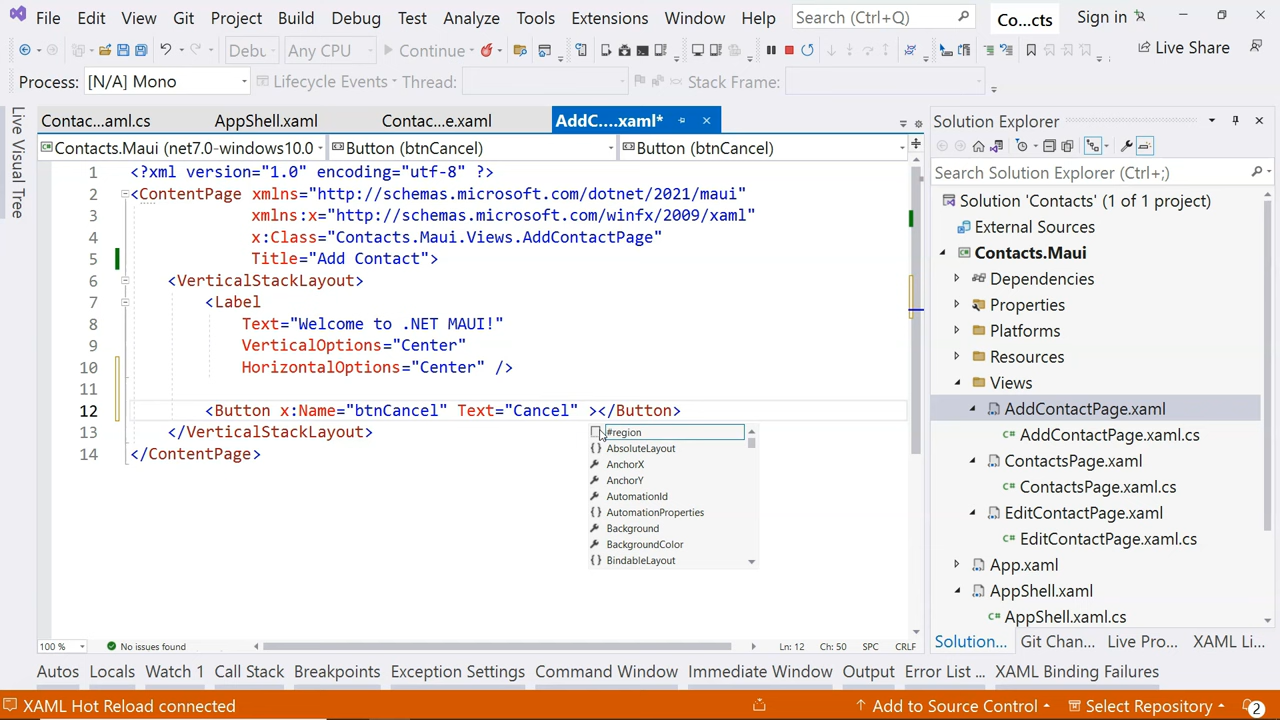 File Edit View Git Project Build Debug Test Analyze Tools Extensions Window Help Search (Ctrl+Q) Co...cts Sign in
Debu Any CPU Continue Live Share
Process: [N/A] Mono Lifecycle Events Thread: Stack Frame:
Live Visual Tree
Contac...aml.cs AppShell.xaml Contac...e.xaml AddC....xaml*
Contacts.Maui (net7.0-windows10.0 Button (btnCancel) Button (btnCancel)
1 <?xml version="1.0" encoding="utf-8" ?>
2 <ContentPage xmlns="http://schemas.microsoft.com/dotnet/2021/maui"
3 xmlns:x="http://schemas.microsoft.com/winfx/2009/xaml"
4 x:Class="Contacts.Maui.Views.AddContactPage"
5 Title="Add Contact">
6 <VerticalStackLayout>
7 <Label
8 Text="Welcome to .NET MAUI!"
9 VerticalOptions="Center"
10 HorizontalOptions="Center" />
11
12 <Button x:Name="btnCancel" Text="Cancel" ></Button>
13 </VerticalStackLayout>
14 </ContentPage>
#region
AbsoluteLayout
AnchorX
AnchorY
AutomationId
AutomationProperties
Background
BackgroundColor
BindableLayout
100 % No issues found Ln: 12 Ch: 50 SPC CRLF
Solution Explorer
Search Solution Explorer (Ctrl+;)
Solution 'Contacts' (1 of 1 project)
External Sources
Contacts.Maui
Dependencies
Properties
Platforms
Resources
Views
AddContactPage.xaml
C# AddContactPage.xaml.cs
ContactsPage.xaml
C# ContactsPage.xaml.cs
EditContactPage.xaml
C# EditContactPage.xaml.cs
App.xaml
AppShell.xaml
C# AppShell.xaml.cs
Solution... Git Chan... Live Pro... XAML Li...
Autos Locals Watch 1 Call Stack Breakpoints Exception Settings Command Window Immediate Window Output Error List ... XAML Binding Failures
XAML Hot Reload connected Add to Source Control Select Repository 2